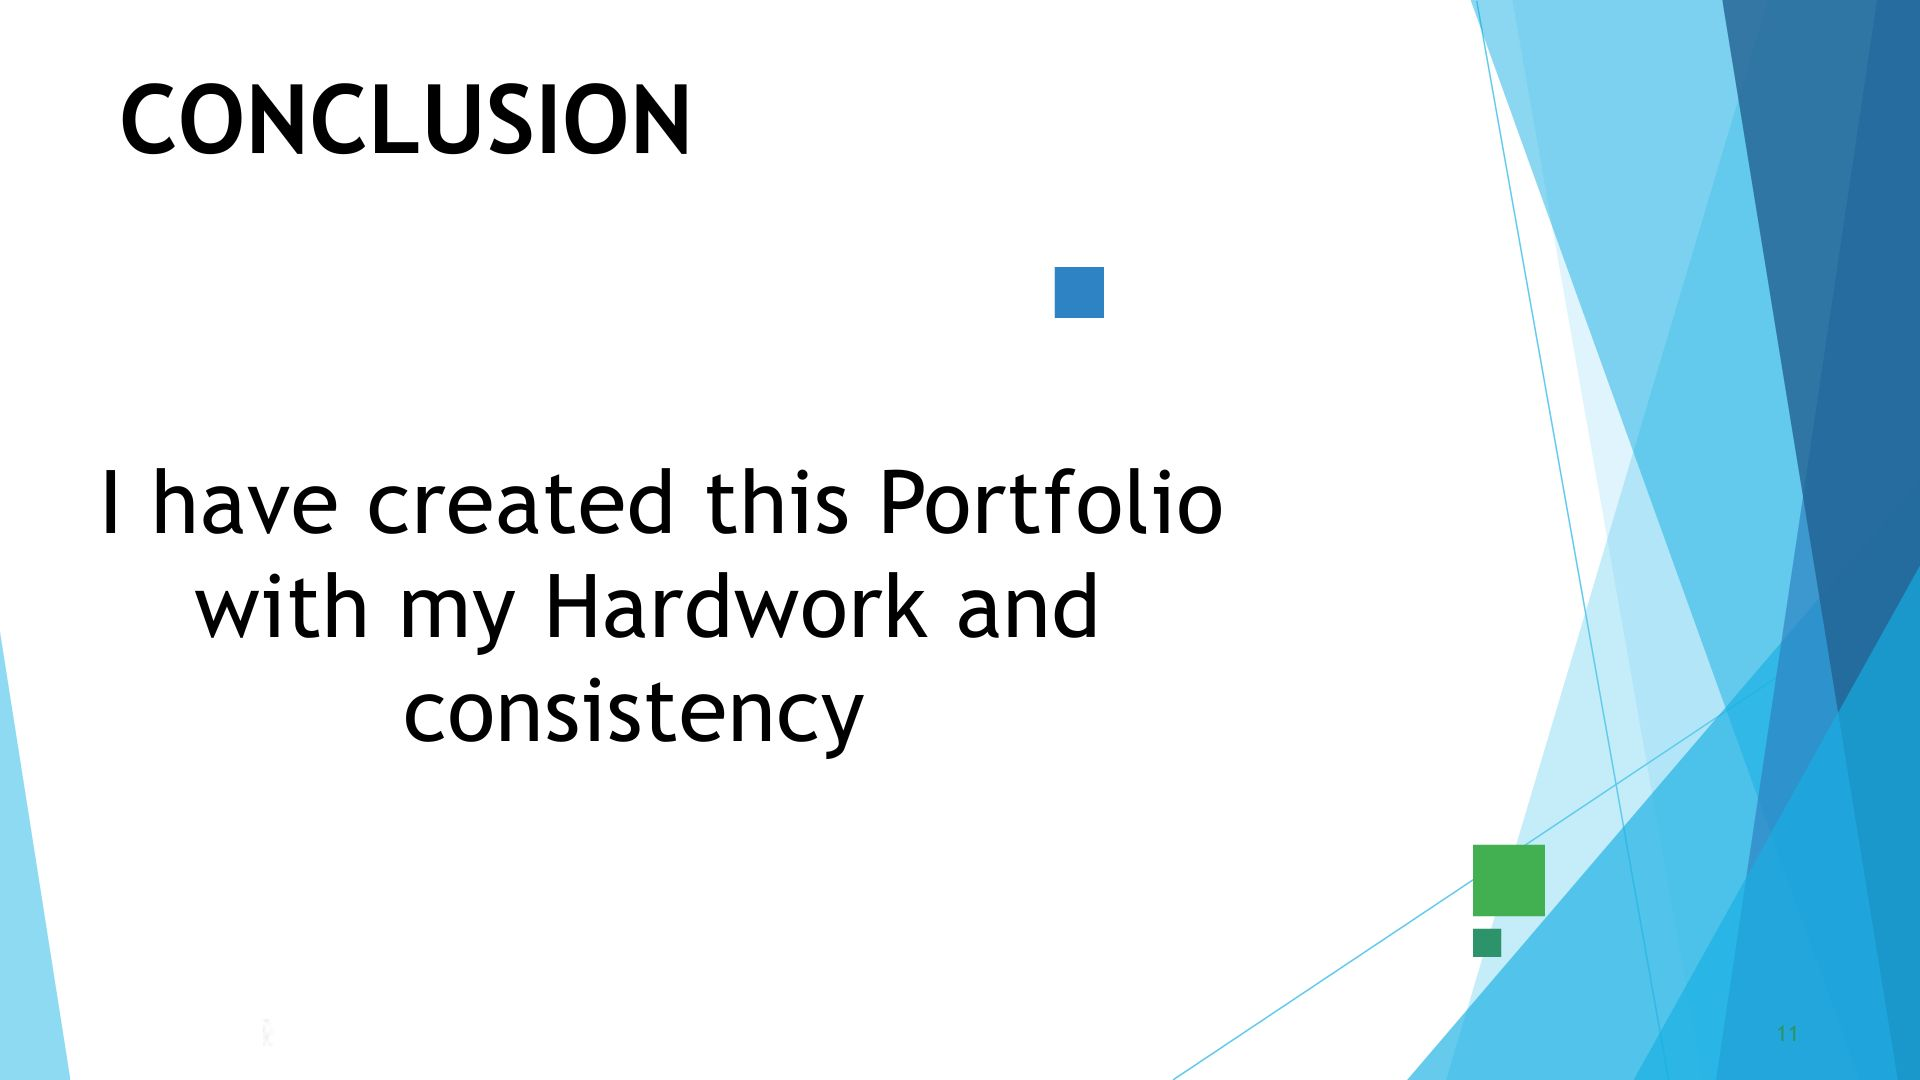 CONCLUSION
I have created this Portfolio
with my Hardwork and
consistency
11